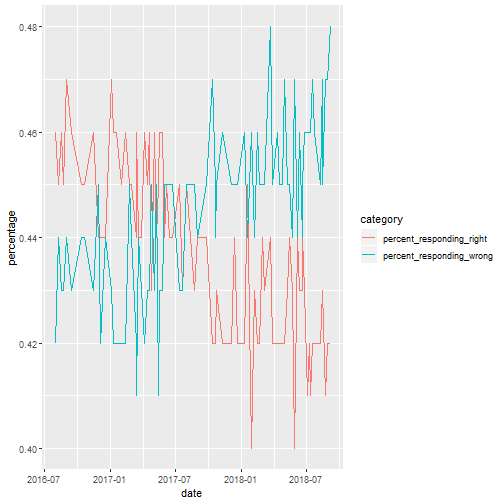 0.48
0.46
0.44
0.42
0.40
percentage
2016-07 2017-01 2017-07 2018-01 2018-07
date
category
percent_responding_right
percent_responding_wrong